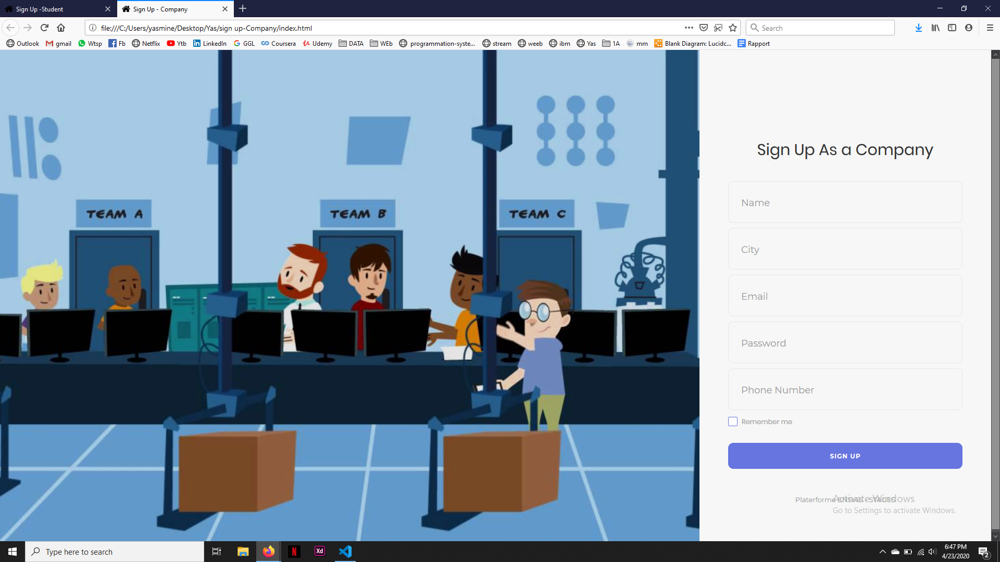 Sign Up -Student
Sign Up - Company
file:///C:/Users/yasmine/Desktop/Yas/sign up-Company/index.html
Search
Outlook
gmail
Wtsp
Fb
Netflix
Ytb
LinkedIn
GGL
Coursera
Udemy
DATA
WEb
programmation-syste...
stream
weeb
ibm
Yas
1A
mm
Blank Diagram: Lucidc...
Rapport
TEAM A
TEAM B
TEAM C
Sign Up As a Company
Name
City
Email
Password
Phone Number
Remember me
SIGN UP
Platerforme ENSIAS - STAGES
Activate Windows
Go to Settings to activate Windows.
Type here to search
N
Xd
6:47 PM
4/23/2020
2